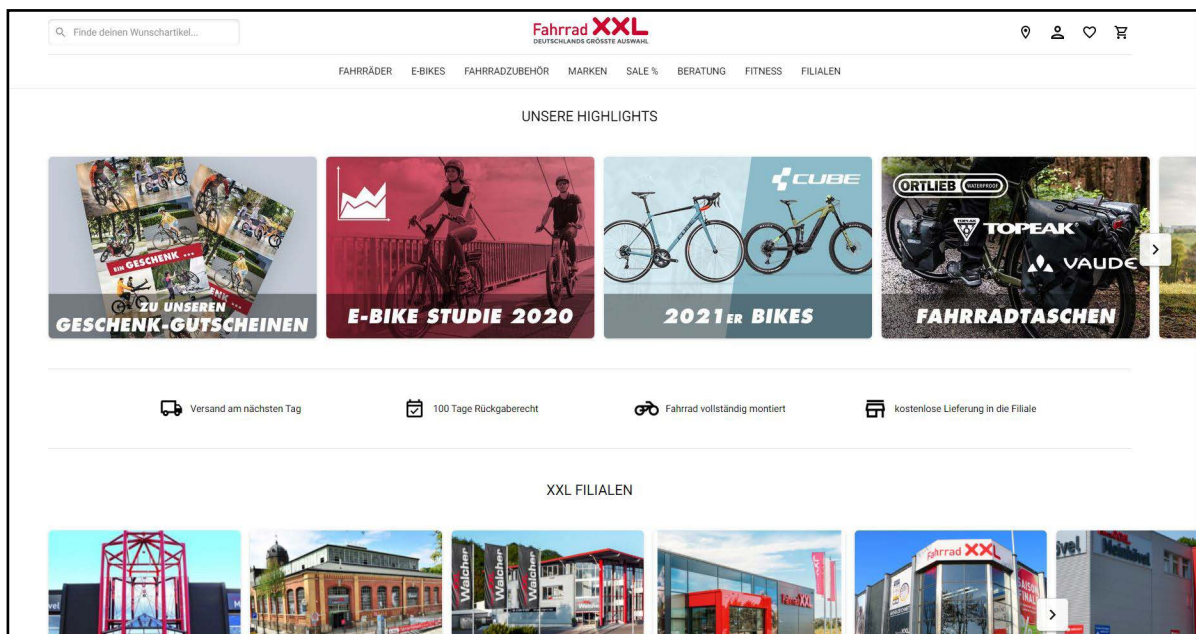 Finde deinen Wunschartikel...
Fahrrad XXL
DEUTSCHLANDS GRÖSSTE AUSWAHL
FAHRRÄDER E-BIKES FAHRRADZUBEHÖR MARKEN SALE % BERATUNG FITNESS FILIALEN
UNSERE HIGHLIGHTS
EIN GESCHENK ...
ZU UNSEREN
GESCHENK-GUTSCHEINEN
E-BIKE STUDIE 2020
CUBE
2021ER BIKES
ORTLIEB WATERPROOF
TOPEAK
TOPEAK
VAUDE
FAHRRADTASCHEN
Versand am nächsten Tag
100 Tage Rückgaberecht
Fahrrad vollständig montiert
kostenlose Lieferung in die Filiale
XXL FILIALEN
Walcher
Walcher
Walcher
Fahrrad XXL
Fahrrad XXL